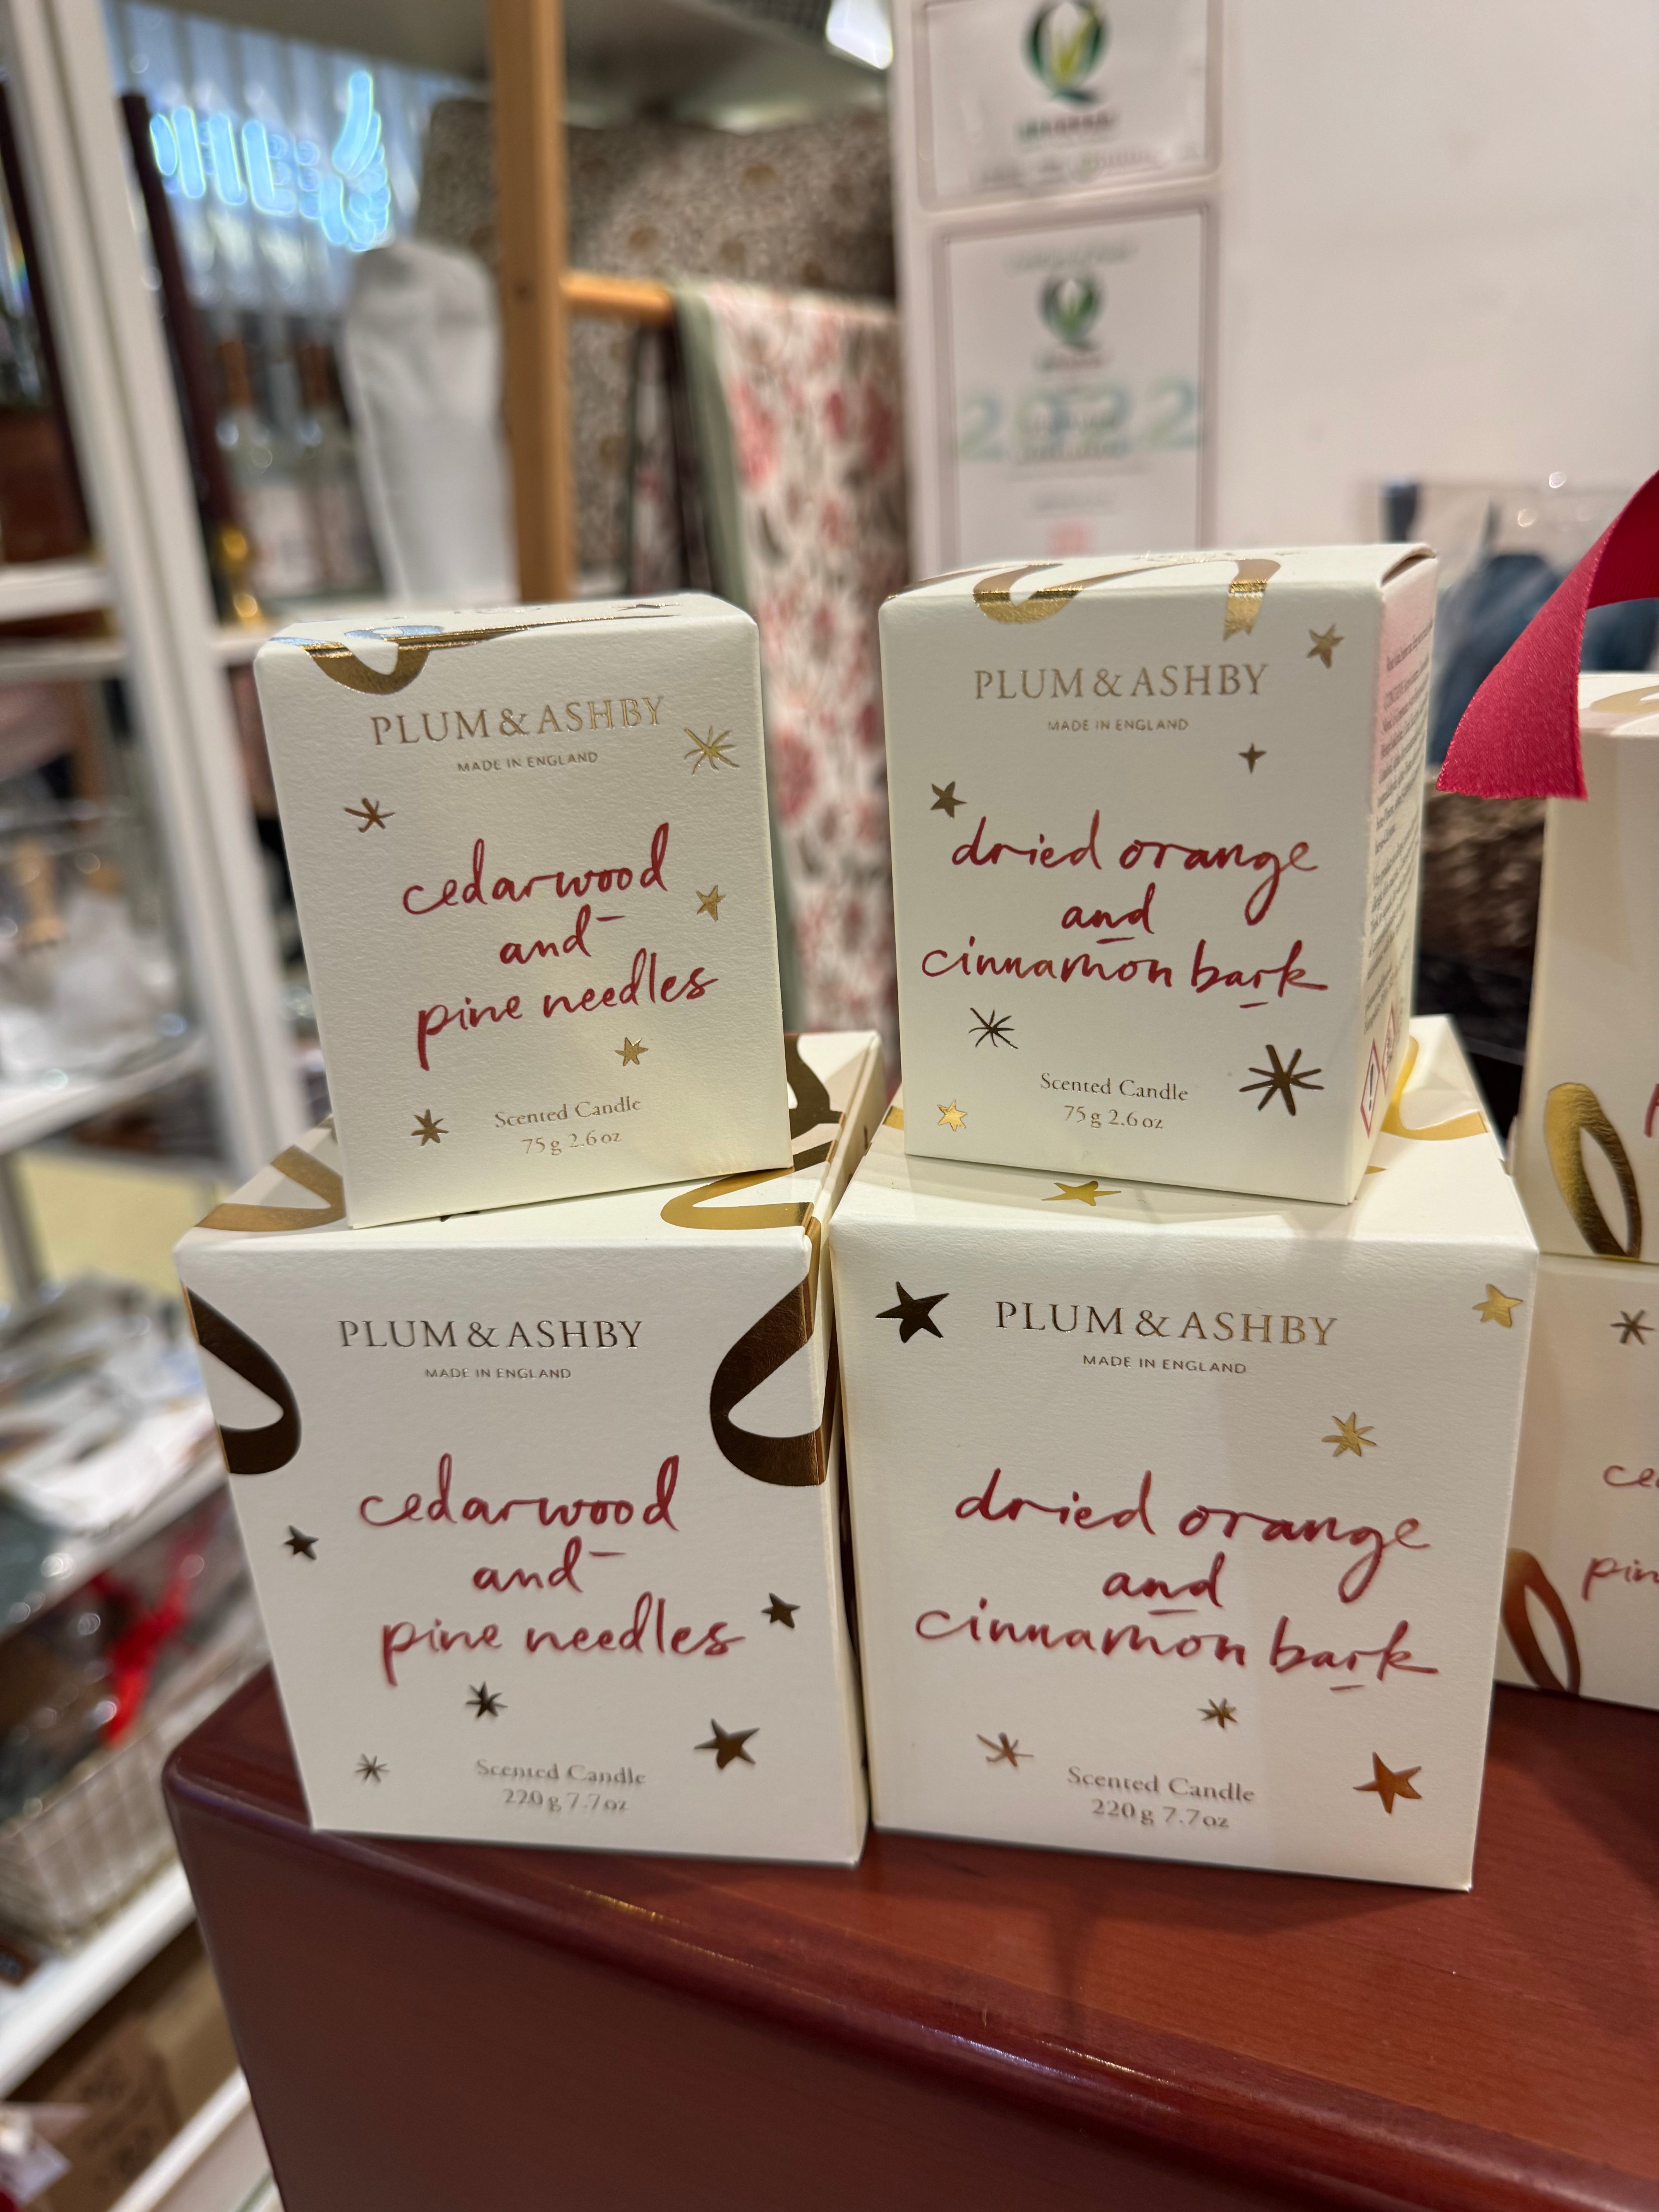 PLUM & ASHBY
MADE IN ENGLAND
cedarwood
and
pine needles
Scented Candle
75g 2.6oz
PLUM & ASHBY
MADE IN ENGLAND
dried orange
and
cinnamon bark
Scented Candle
75g 2.6oz
PLUM & ASHBY
MADE IN ENGLAND
cedarwood
and
pine needles
Scented Candle
220g 7.7oz
PLUM & ASHBY
MADE IN ENGLAND
dried orange
and
cinnamon bark
Scented Candle
220g 7.7oz
2022